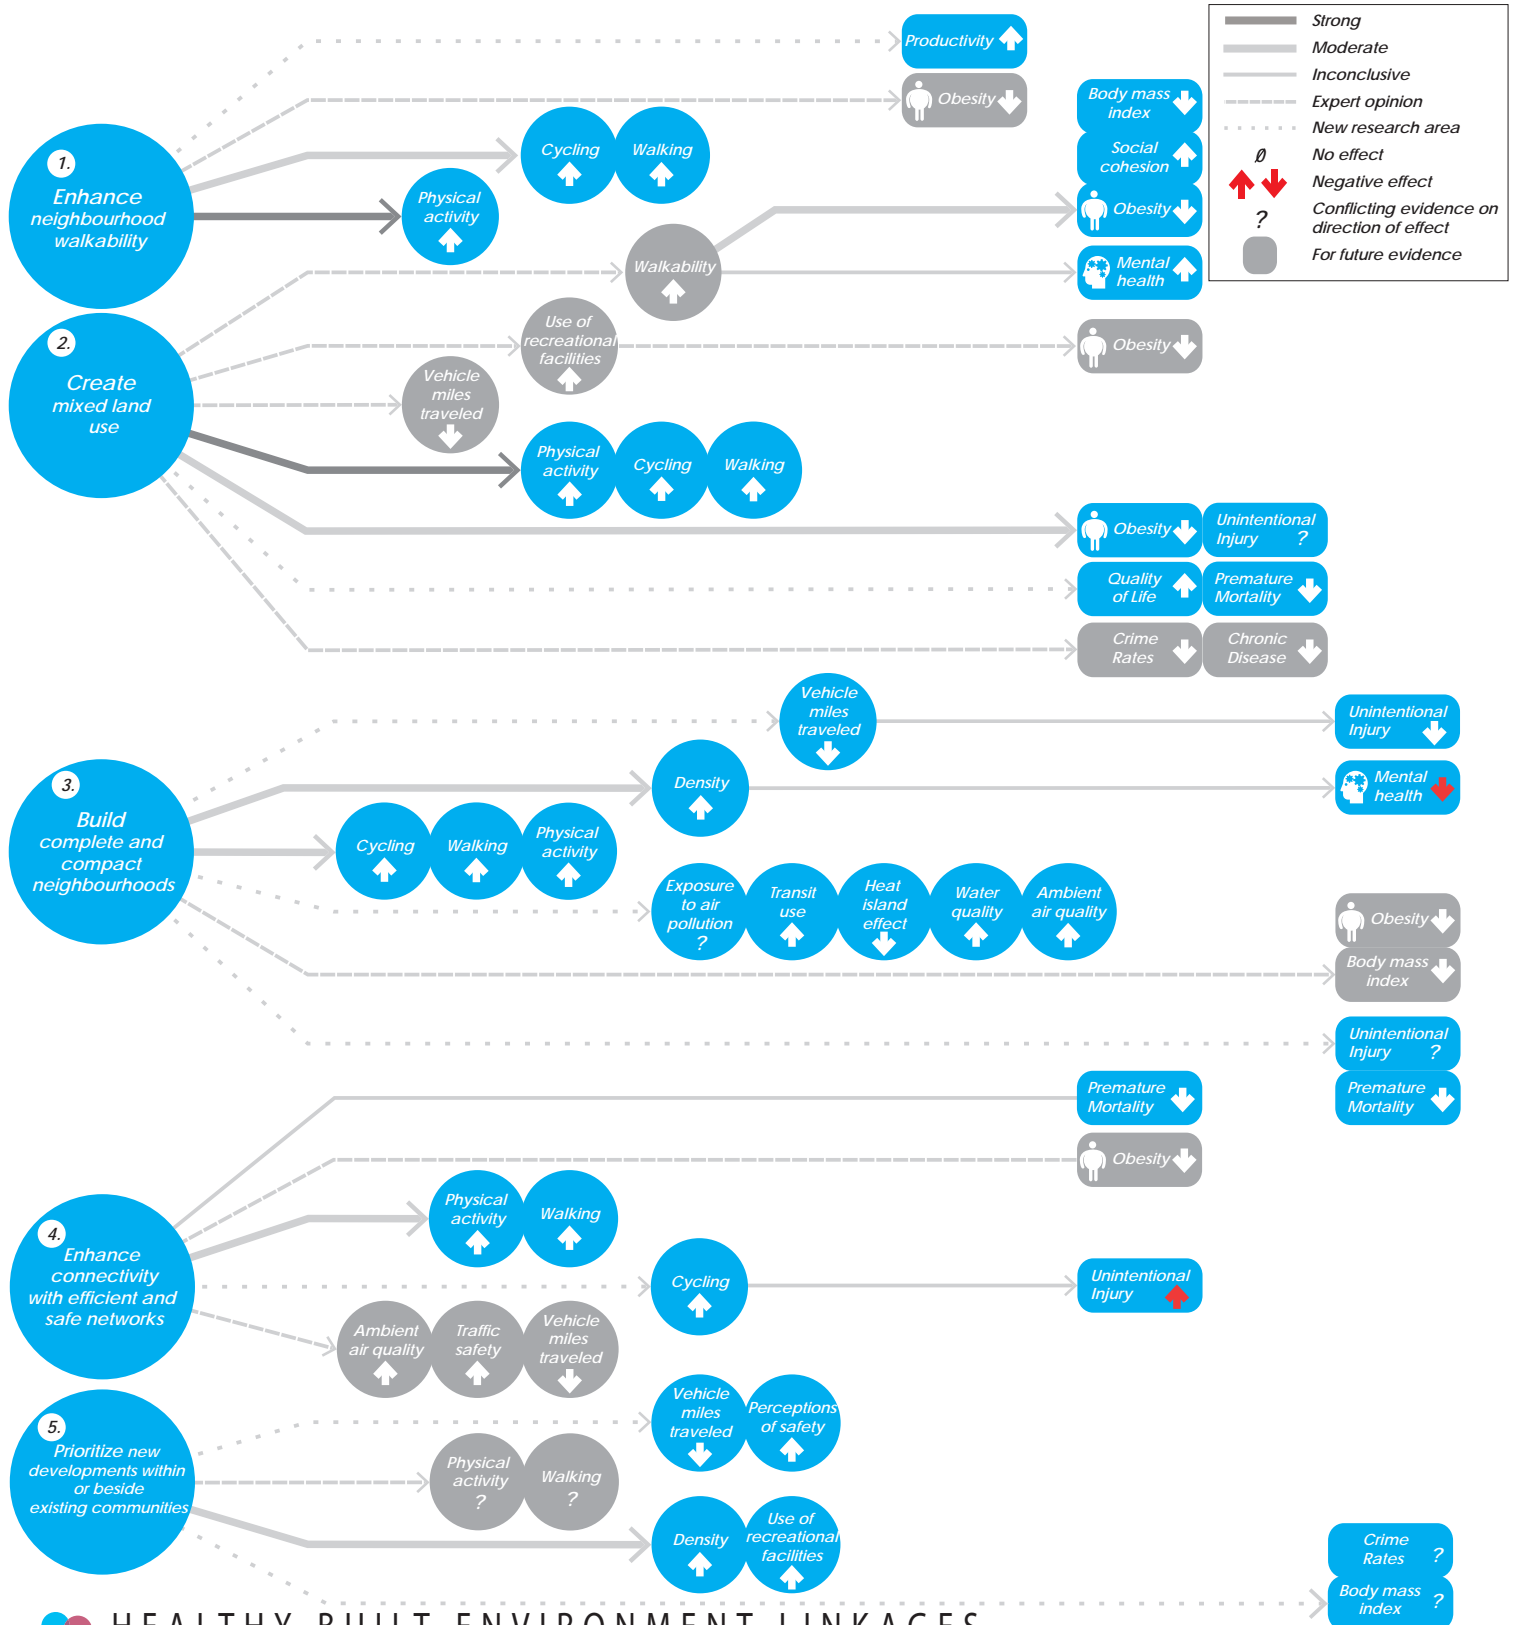 Strong
Moderate
Inconclusive
Expert opinion
New research area
Ø
No effect
Negative effect
?
Conflicting evidence on
direction of effect
For future evidence
1.
Enhance
neighbourhood
walkability
Productivity
Obesity
Cycling
Walking
Physical
activity
Body mass
index
Social
cohesion
Obesity
Mental
health
2.
Create
mixed land
use
Walkability
Use of
recreational
facilities
Obesity
Vehicle
miles
traveled
Physical
activity
Cycling
Walking
Obesity
Unintentional
Injury ?
Quality
of Life
Premature
Mortality
Crime
Rates
Chronic
Disease
3.
Build
complete and
compact
neighbourhoods
Vehicle
miles
traveled
Unintentional
Injury
Density
Mental
health
Cycling
Walking
Physical
activity
Exposure
to air
pollution
?
Transit
use
Heat
island
effect
Water
quality
Ambient
air quality
Obesity
Body mass
index
Unintentional
Injury ?
Premature
Mortality
4.
Enhance
connectivity
with efficient and
safe networks
Premature
Mortality
Obesity
Physical
activity
Walking
Cycling
Unintentional
Injury
Ambient
air quality
Traffic
safety
Vehicle
miles
traveled
5.
Prioritize new
developments within
or beside
existing communities
Vehicle
miles
traveled
Perceptions
of safety
Physical
activity
?
Walking
?
Density
Use of
recreational
facilities
Crime
Rates ?
Body mass
index ?
HEALTHY BUILT ENVIRONMENT LINKAGES